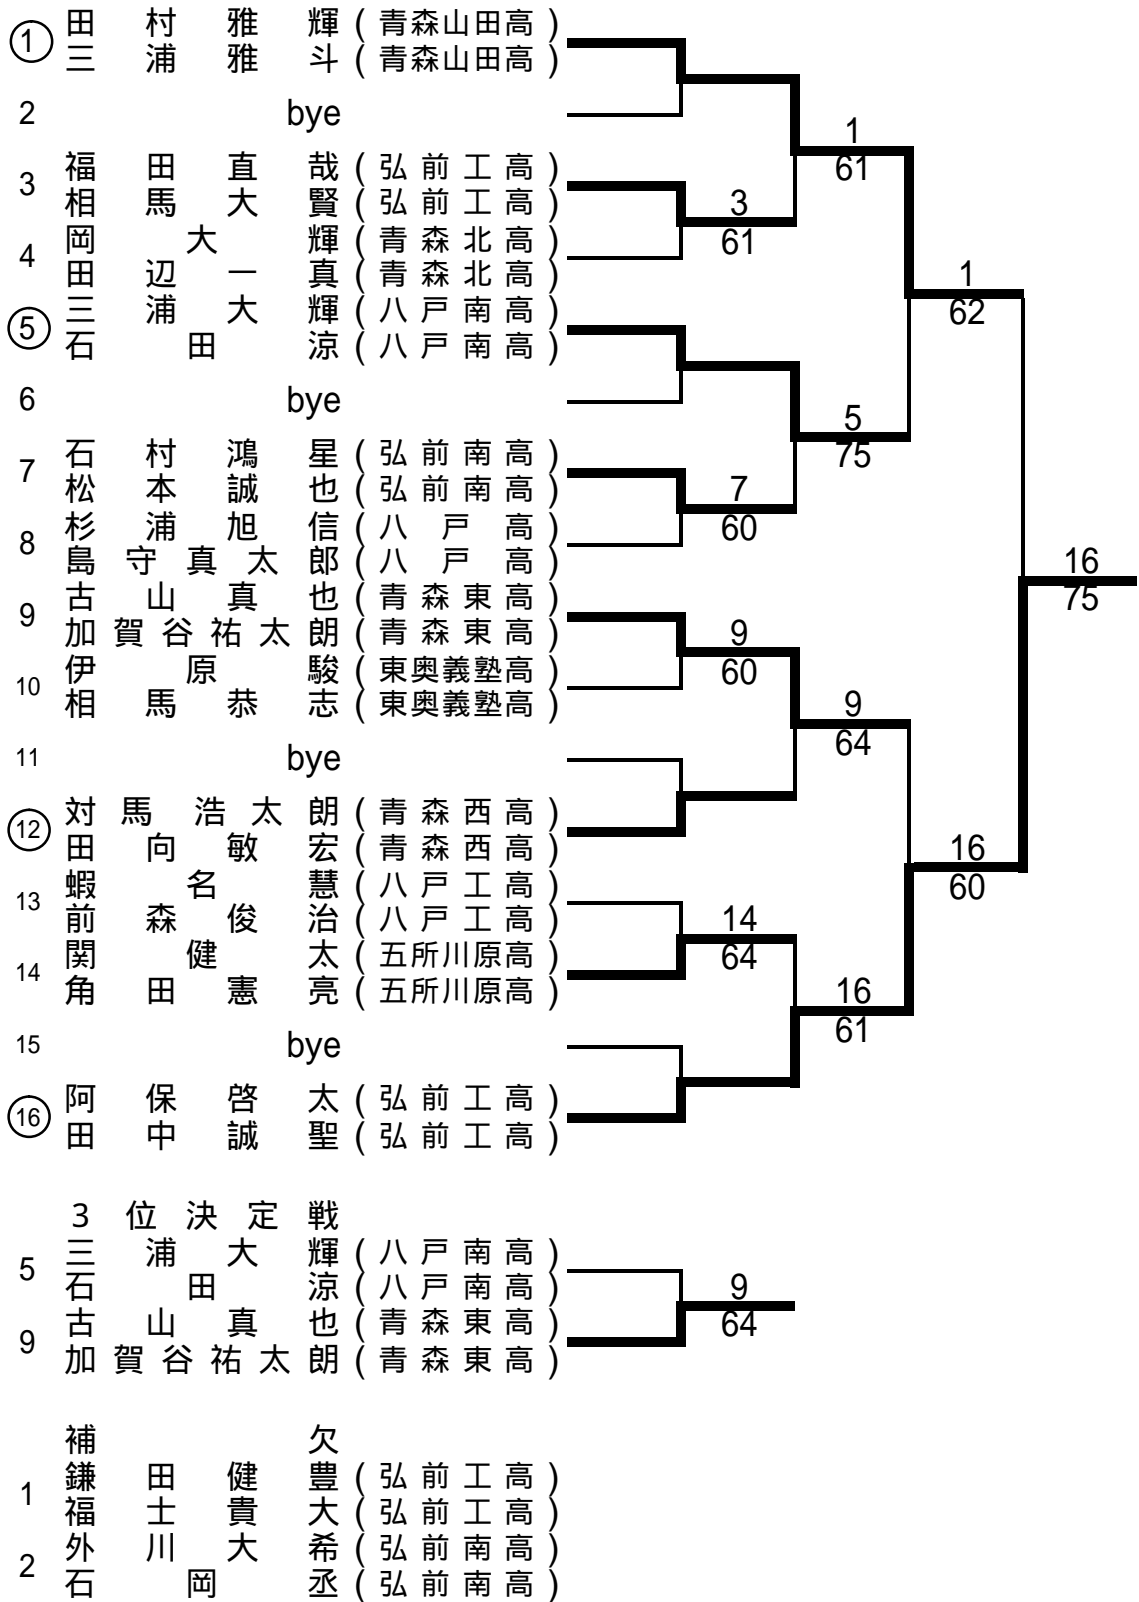 ① 田村雅輝 (青森山田高)
三浦雅斗 (青森山田高)
2 bye
1
61
3 福田直哉 (弘前工高)
相馬大賢 (弘前工高)
3
61
4 岡大輝 (青森北高)
田辺一真 (青森北高)
1
62
⑤ 三浦大輝 (八戸南高)
石田涼 (八戸南高)
6 bye
5
75
7 石村鴻星 (弘前南高)
松本誠也 (弘前南高)
7
60
8 杉浦旭信 (八戸高)
島守真太郎 (八戸高)
16
75
9 古山真也 (青森東高)
加賀谷祐太朗 (青森東高)
9
60
10 伊原駿 (東奥義塾高)
相馬恭志 (東奥義塾高)
9
64
11 bye
⑫ 対馬浩太朗 (青森西高)
田向敏宏 (青森西高)
16
60
13 蝦名慧 (八戸工高)
前森俊治 (八戸工高)
14
64
14 関健太 (五所川原高)
角田憲亮 (五所川原高)
16
61
15 bye
⑯ 阿保啓太 (弘前工高)
田中誠聖 (弘前工高)
3位決定戦
5 三浦大輝 (八戸南高)
石田涼 (八戸南高)
9
64
9 古山真也 (青森東高)
加賀谷祐太朗 (青森東高)
補欠
1 鎌田健豊 (弘前工高)
福士貴大 (弘前工高)
2 外川大希 (弘前南高)
石岡丞 (弘前南高)